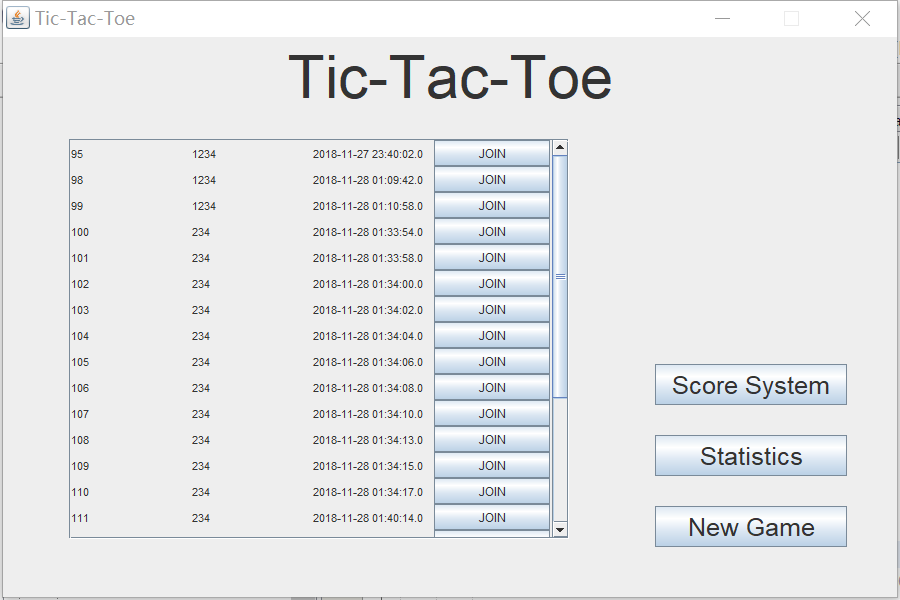 Tic-Tac-Toe
Tic-Tac-Toe
95 1234 2018-11-27 23:40:02.0 JOIN
98 1234 2018-11-28 01:09:42.0 JOIN
99 1234 2018-11-28 01:10:58.0 JOIN
100 234 2018-11-28 01:33:54.0 JOIN
101 234 2018-11-28 01:33:58.0 JOIN
102 234 2018-11-28 01:34:00.0 JOIN
103 234 2018-11-28 01:34:02.0 JOIN
104 234 2018-11-28 01:34:04.0 JOIN
105 234 2018-11-28 01:34:06.0 JOIN
106 234 2018-11-28 01:34:08.0 JOIN
107 234 2018-11-28 01:34:10.0 JOIN
108 234 2018-11-28 01:34:13.0 JOIN
109 234 2018-11-28 01:34:15.0 JOIN
110 234 2018-11-28 01:34:17.0 JOIN
111 234 2018-11-28 01:40:14.0 JOIN
Score System
Statistics
New Game